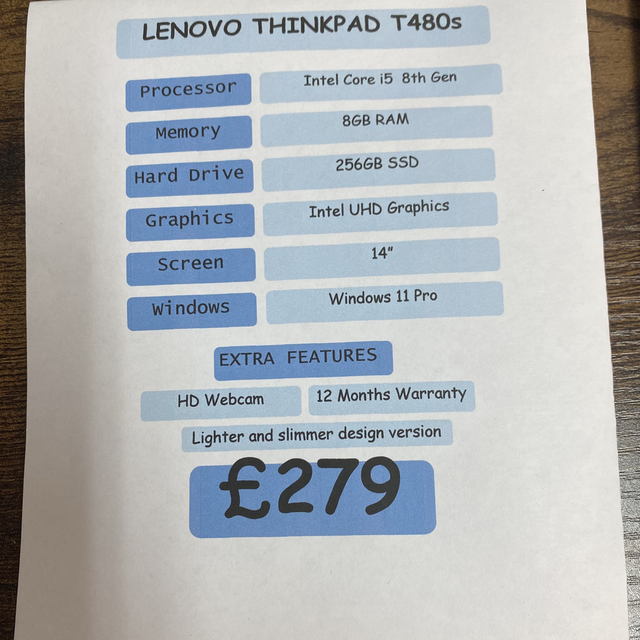 LENOVO THINKPAD T480s
Processor Intel Core i5 8th Gen
Memory 8GB RAM
Hard Drive 256GB SSD
Graphics Intel UHD Graphics
Screen 14"
Windows Windows 11 Pro
EXTRA FEATURES
HD Webcam 12 Months Warranty
Lighter and slimmer design version
£279